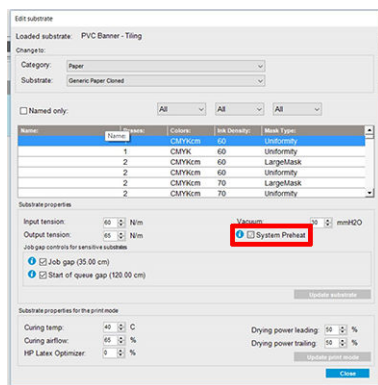 Edit substrate
Loaded substrate: PVC Banner - Tiling
Change to:
Category: Paper
Substrate: Generic Paper Cloned
Named only: All All All
Name: Passes: Colors: Ink Density: Mask Type:
Name:
CMYKcm 60 Uniformity
1 CMYK 60 Uniformity
2 CMYKcm 60 LargeMask
2 CMYKcm 60 Uniformity
2 CMYKcm 70 LargeMask
2 CMYKcm 70 Uniformity
Substrate properties
Input tension: 60 N/m Vacuum: 30 mmH2O
Output tension: 65 N/m System Preheat
Job gap controls for sensitive substrates
Job gap (35.00 cm)
Start of queue gap (120.00 cm)
Update substrate
Substrate properties for the print mode
Curing temp: 40 C Drying power leading: 50 %
Curing airflow: 65 % Drying power trailing: 50 %
HP Latex Optimizer: 0 %
Update print mode
Close